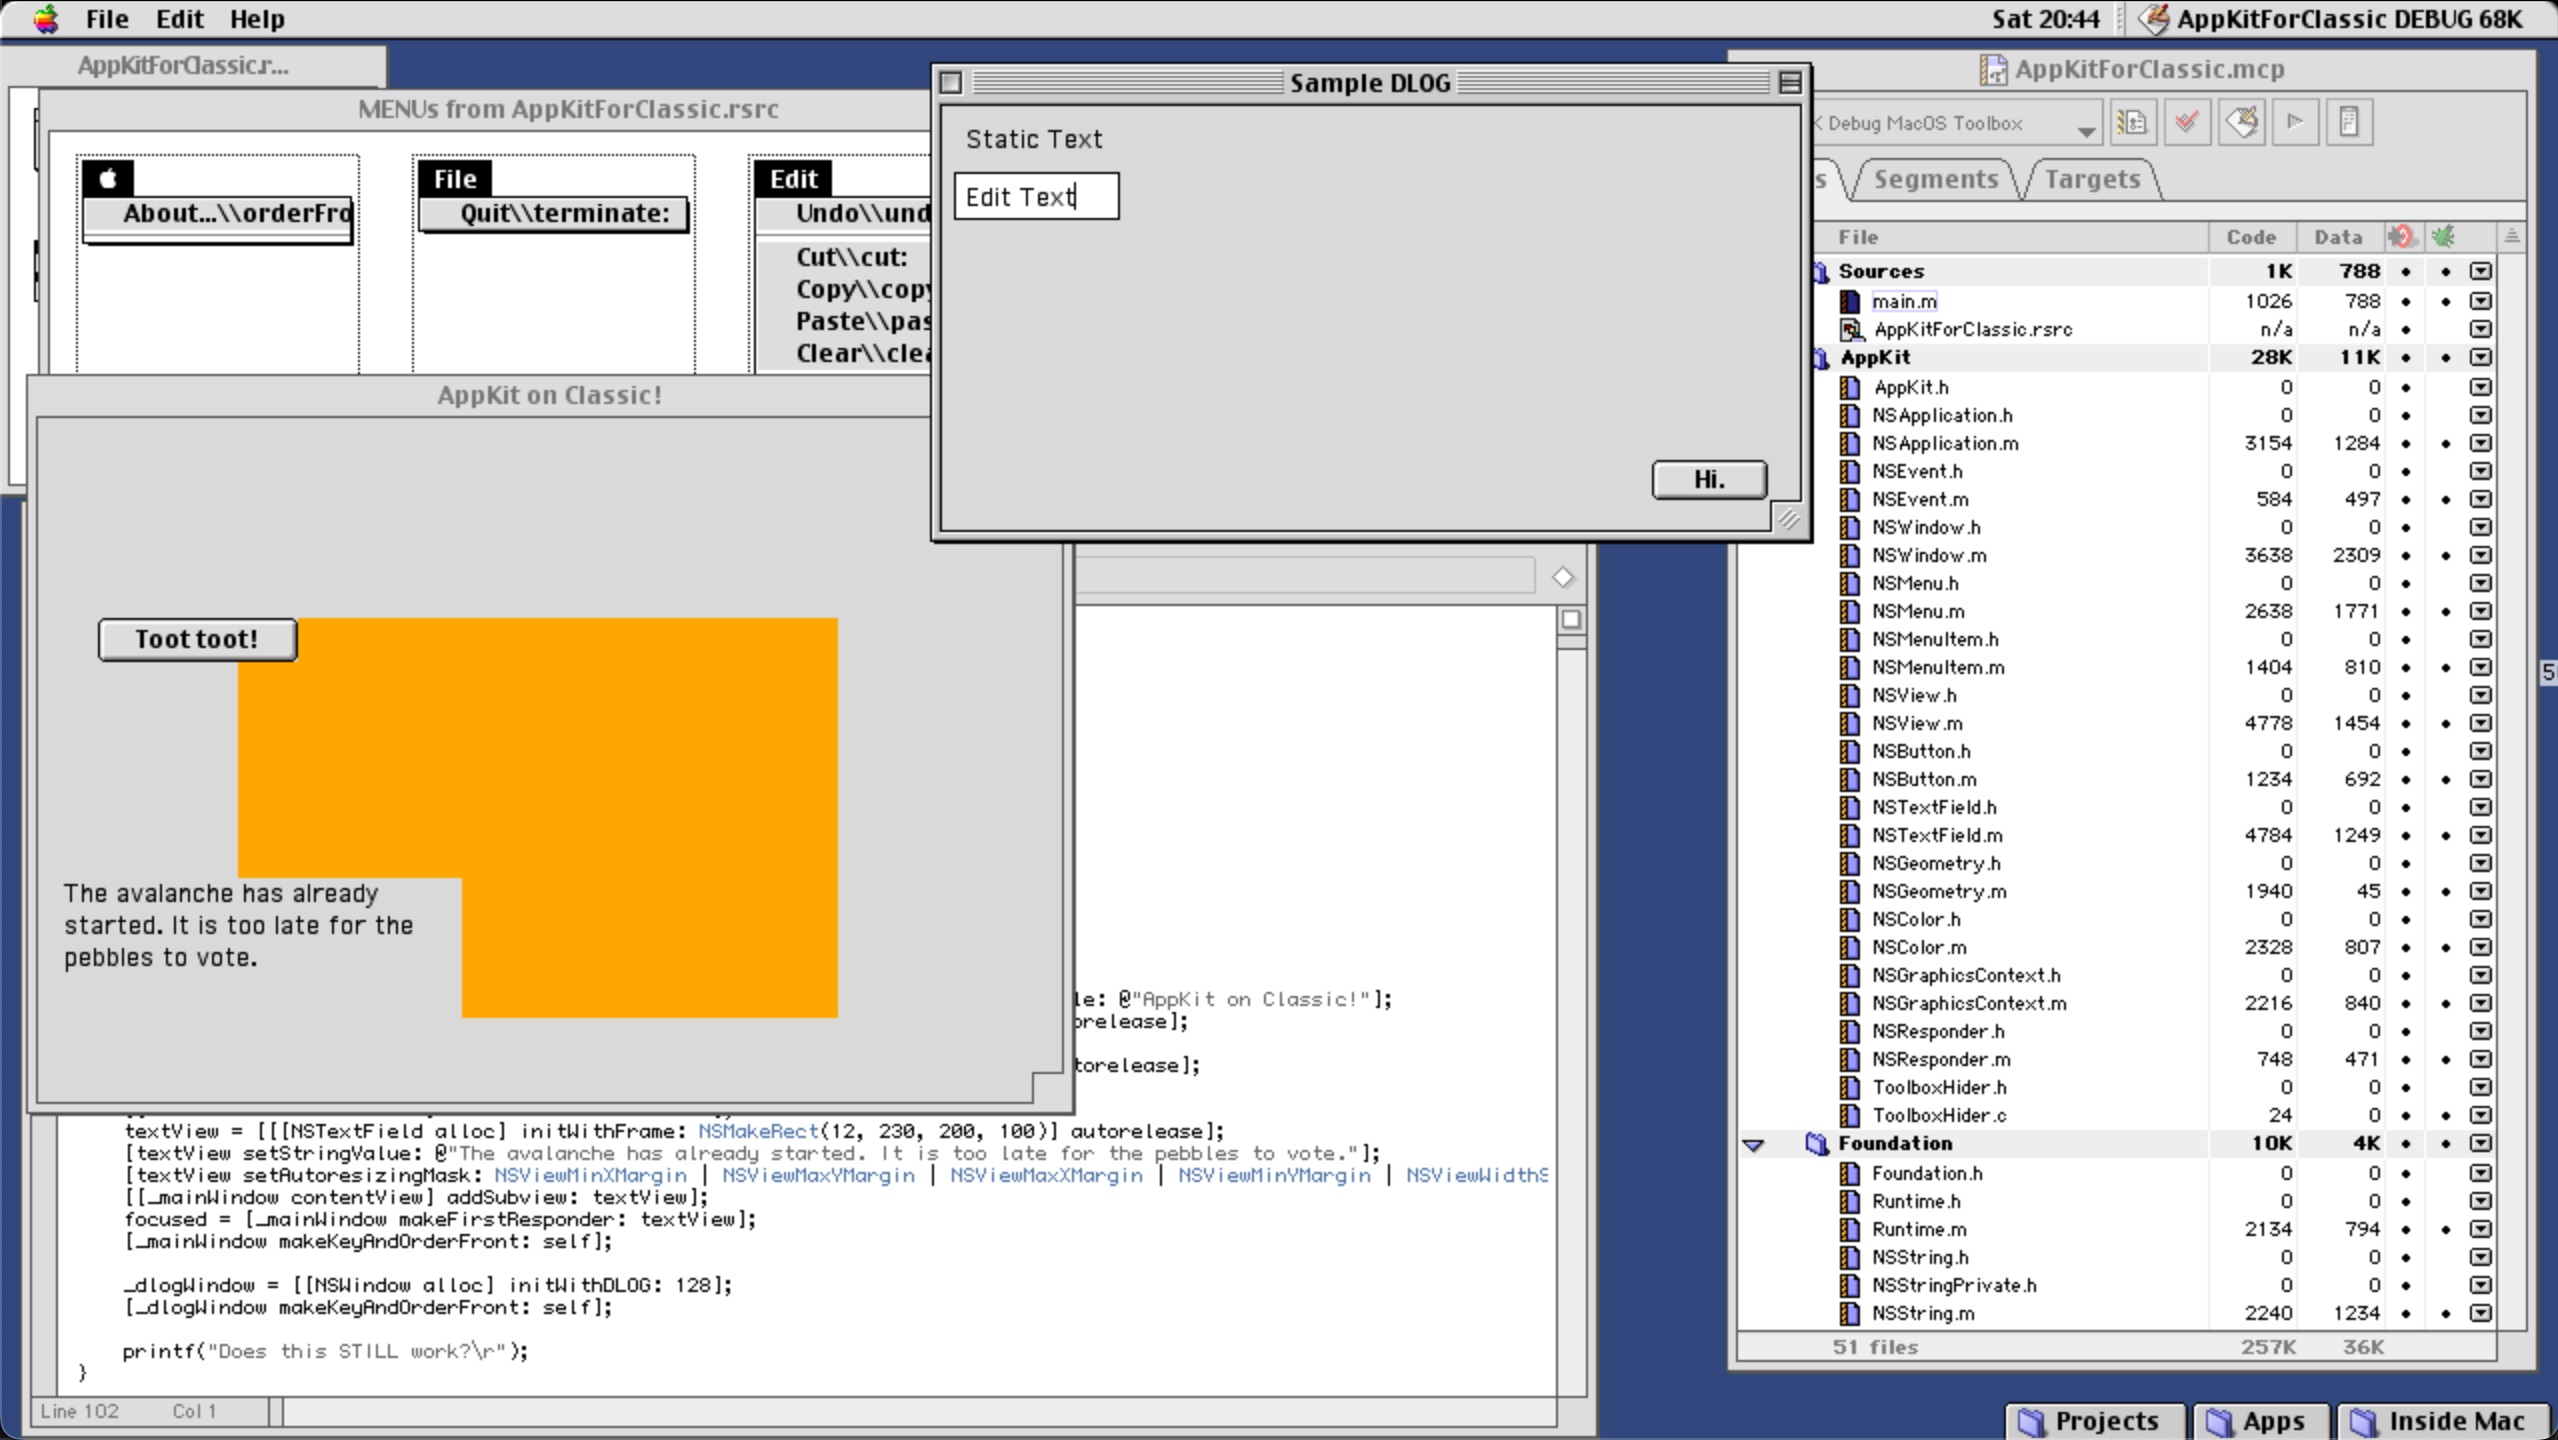 File Edit Help
Sat 20:44
AppKitForClassic DEBUG 68K
AppKitForClassic.r...
MENUs from AppKitForClassic.rsrc
About...\\orderFro
File
Quit\\terminate:
Edit
Undo\\und
Cut\\cut:
Copy\\copy
Paste\\pas
Clear\\clea
Sample DLOG
Static Text
Edit Text
Hi.
AppKit on Classic!
Toot toot!
The avalanche has already
started. It is too late for the
pebbles to vote.
le: @"AppKit on Classic!"];
orelease];
torelease];
textView = [[[NSTextField alloc] initWithFrame: NSMakeRect(12, 230, 200, 100)] autorelease];
[textView setStringValue: @"The avalanche has already started. It is too late for the pebbles to vote."];
[textView setAutoresizingMask: NSViewMinXMargin | NSViewMaxYMargin | NSViewMaxXMargin | NSViewMinYMargin | NSViewWidthS
[[_mainWindow contentView] addSubview: textView];
focused = [_mainWindow makeFirstResponder: textView];
[_mainWindow makeKeyAndOrderFront: self];
_dlogWindow = [[NSWindow alloc] initWithDLOG: 128];
[_dlogWindow makeKeyAndOrderFront: self];
printf("Does this STILL work?\r");
}
Line 102 Col 1
AppKitForClassic.mcp
Debug MacOS Toolbox
s Segments Targets
File Code Data
Sources 1K 788
main.m 1026 788
AppKitForClassic.rsrc n/a n/a
AppKit 28K 11K
AppKit.h 0 0
NSApplication.h 0 0
NSApplication.m 3154 1284
NSEvent.h 0 0
NSEvent.m 584 497
NSWindow.h 0 0
NSWindow.m 3638 2309
NSMenu.h 0 0
NSMenu.m 2638 1771
NSMenuItem.h 0 0
NSMenuItem.m 1404 810
NSView.h 0 0
NSView.m 4778 1454
NSButton.h 0 0
NSButton.m 1234 692
NSTextField.h 0 0
NSTextField.m 4784 1249
NSGeometry.h 0 0
NSGeometry.m 1940 45
NSColor.h 0 0
NSColor.m 2328 807
NSGraphicsContext.h 0 0
NSGraphicsContext.m 2216 840
NSResponder.h 0 0
NSResponder.m 748 471
ToolboxHider.h 0 0
ToolboxHider.c 24 0
Foundation 10K 4K
Foundation.h 0 0
Runtime.h 0 0
Runtime.m 2134 794
NSString.h 0 0
NSStringPrivate.h 0 0
NSString.m 2240 1234
51 files 257K 36K
5
Projects
Apps
Inside Mac